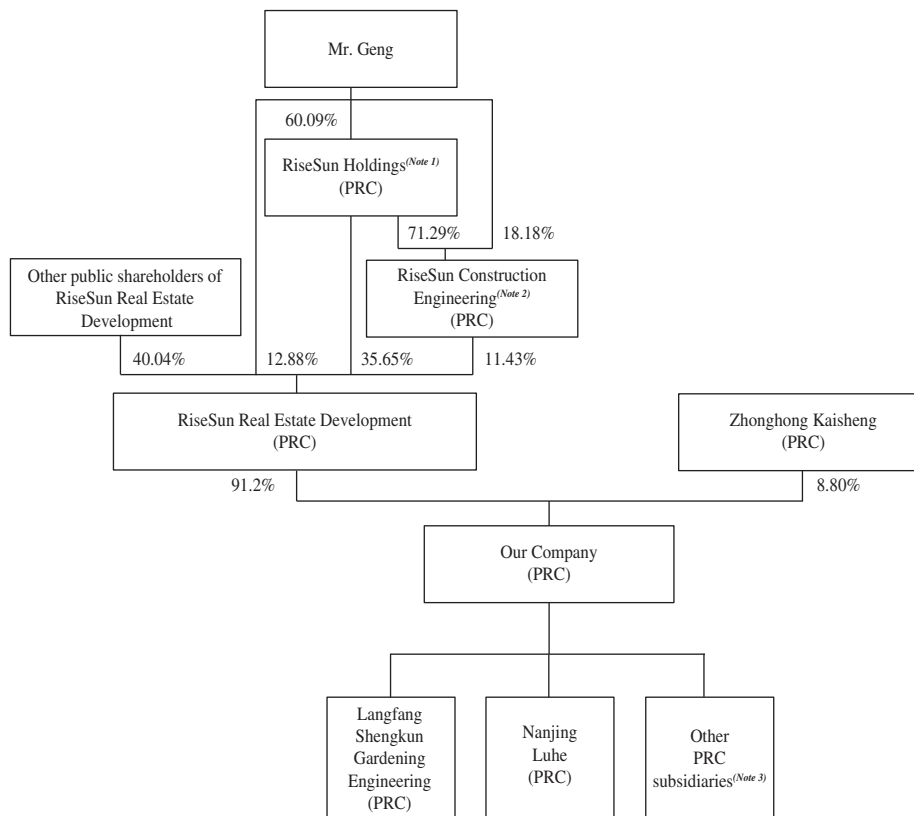 Mr. Geng
60.09%
RiseSun Holdings(Note 1)
(PRC)
71.29%
18.18%
Other public shareholders of
RiseSun Real Estate
Development
RiseSun Construction
Engineering(Note 2)
(PRC)
40.04%
12.88%
35.65%
11.43%
RiseSun Real Estate Development
(PRC)
Zhonghong Kaisheng
(PRC)
91.2%
8.80%
Our Company
(PRC)
Langfang
Shengkun
Gardening
Engineering
(PRC)
Nanjing
Luhe
(PRC)
Other
PRC
subsidiaries(Note 3)